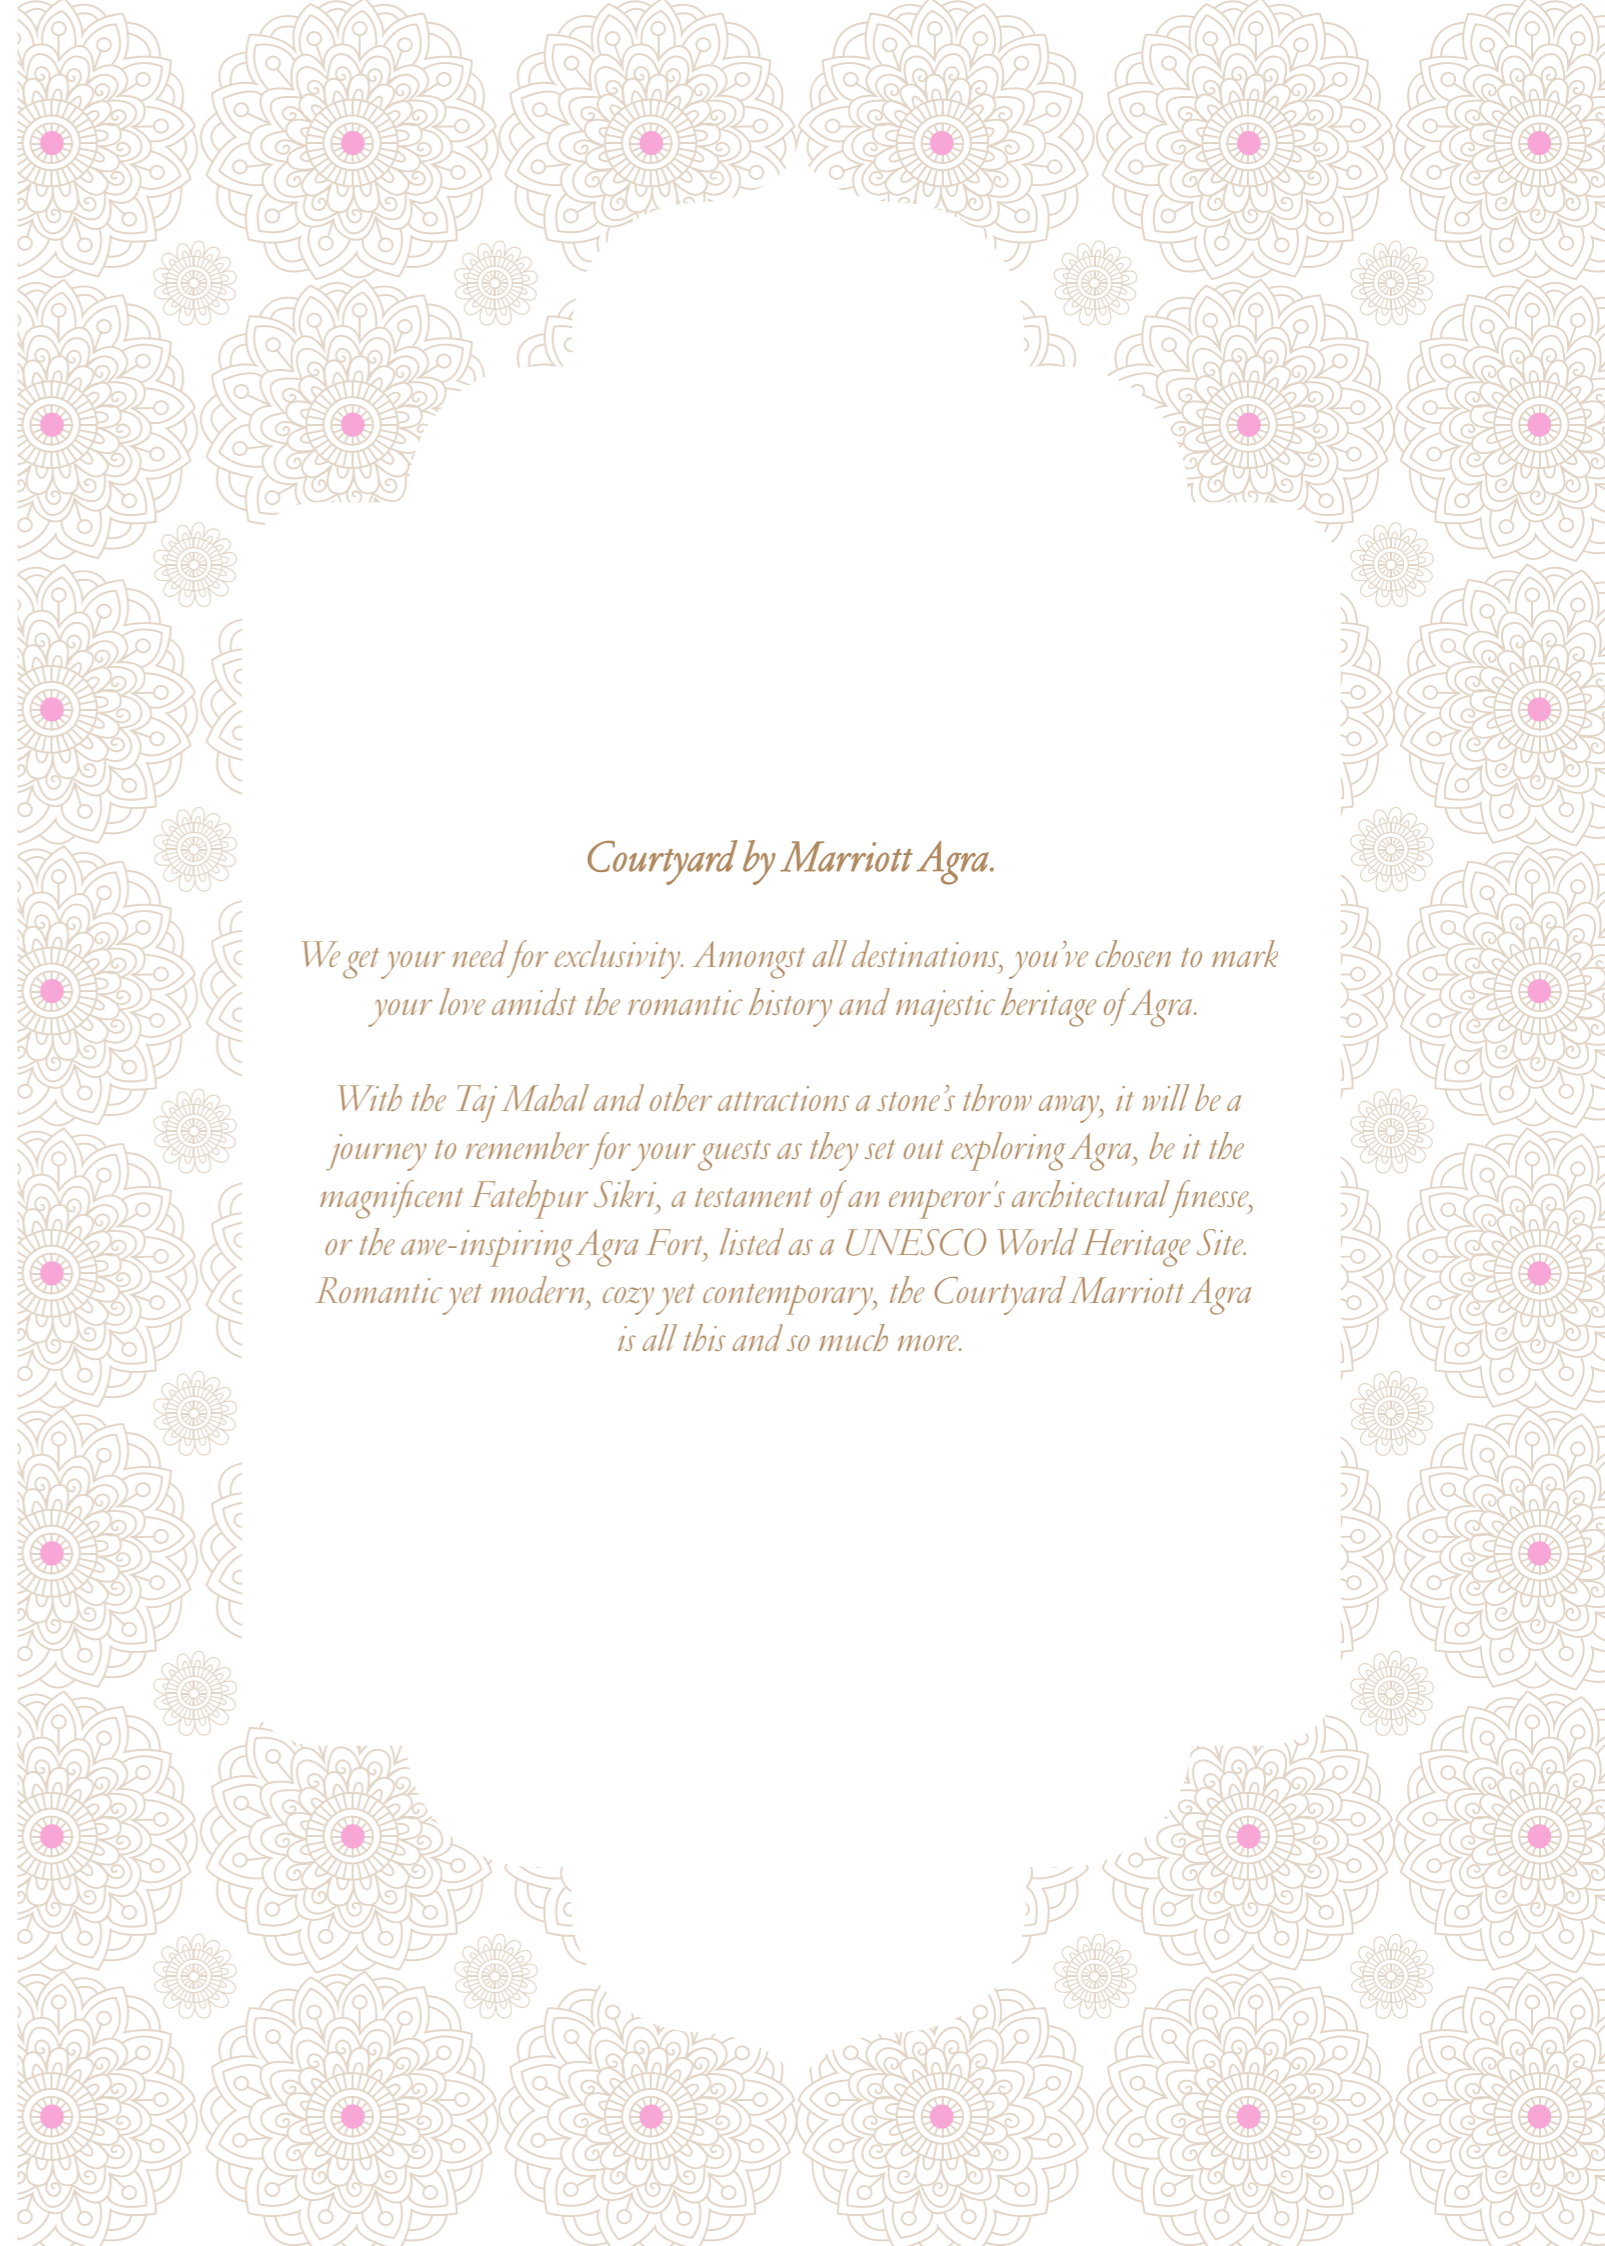 Courtyard by Marriott Agra.
We get your need for exclusivity. Amongst all destinations, you’ve chosen to mark
your love amidst the romantic history and majestic heritage of Agra.
With the Taj Mahal and other attractions a stone’s throw away, it will be a
journey to remember for your guests as they set out exploring Agra, be it the
magnificent Fatehpur Sikri, a testament of an emperor's architectural finesse,
or the awe-inspiring Agra Fort, listed as a UNESCO World Heritage Site.
Romantic yet modern, cozy yet contemporary, the Courtyard Marriott Agra
is all this and so much more.